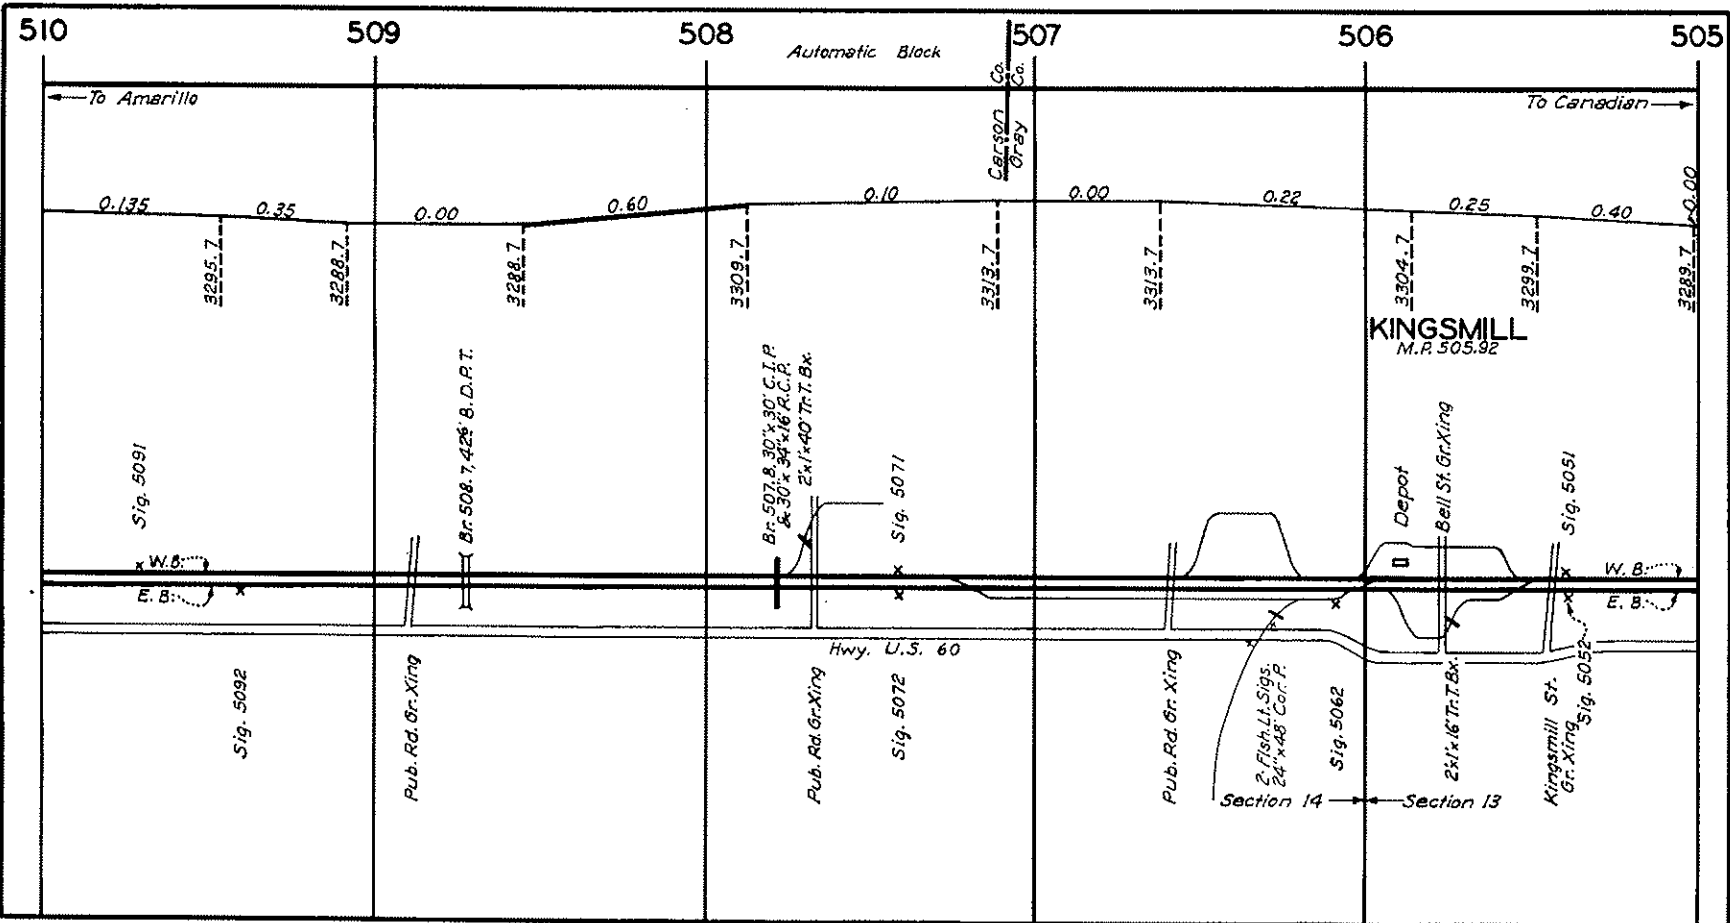 510 509 508 507 506 505
Automatic Block
Carson Co.
Gray Co.
To Amarillo
To Canadian
0.135 0.35 0.00 0.60 0.10 0.00 0.22 0.25 0.40 0.00
3295.7 3288.7 3288.7 3309.7 3313.7 3313.7 3304.7 3299.7 3289.7
KINGSMILL
M.P. 505.92
Sig. 5091
Br. 508.7, 42⁶' B.D.P.T.
Br. 507.8, 30"x 30' C.I.P.
& 30"x 34"x16' R.C.P.
2'x1'x40' Tr. T. Bx.
Sig. 5071
Depot
Bell St. Gr. Xing
Sig. 5051
W. B.
E. B.
W. B.
E. B.
Hwy. U.S. 60
Sig. 5092
Pub. Rd. Gr. Xing
Pub. Rd. Gr. Xing
Sig. 5072
Pub. Rd. Gr. Xing
2-Flsh. Lt. Sigs.
24"x48' Cor. P.
Sig. 5062
2'x1'x16' Tr. T. Bx.
Kingsmill St.
Gr. Xing
Sig. 5052
Section 14
Section 13